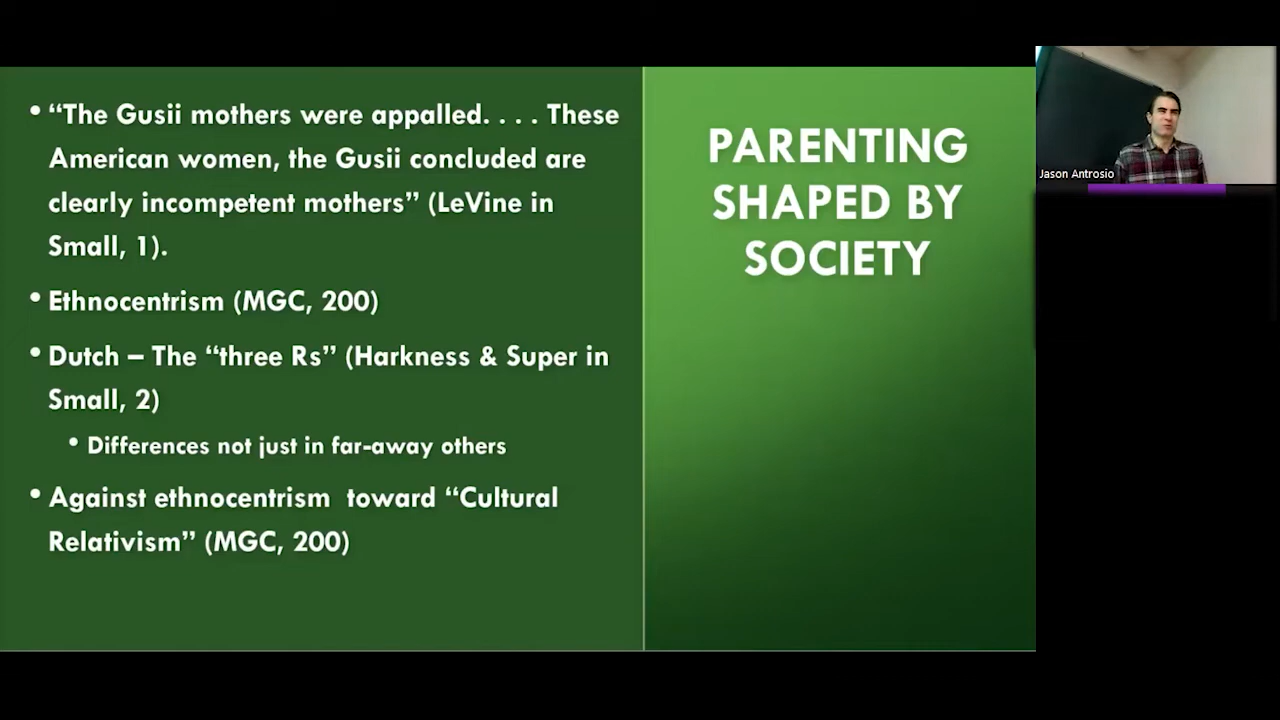 • “The Gusii mothers were appalled. . . . These
American women, the Gusii concluded are
clearly incompetent mothers” (LeVine in
Small, 1).
• Ethnocentrism (MGC, 200)
• Dutch – The “three Rs” (Harkness & Super in
Small, 2)
• Differences not just in far-away others
• Against ethnocentrism toward “Cultural
Relativism” (MGC, 200)
PARENTING
SHAPED BY
SOCIETY
Jason Antrosio